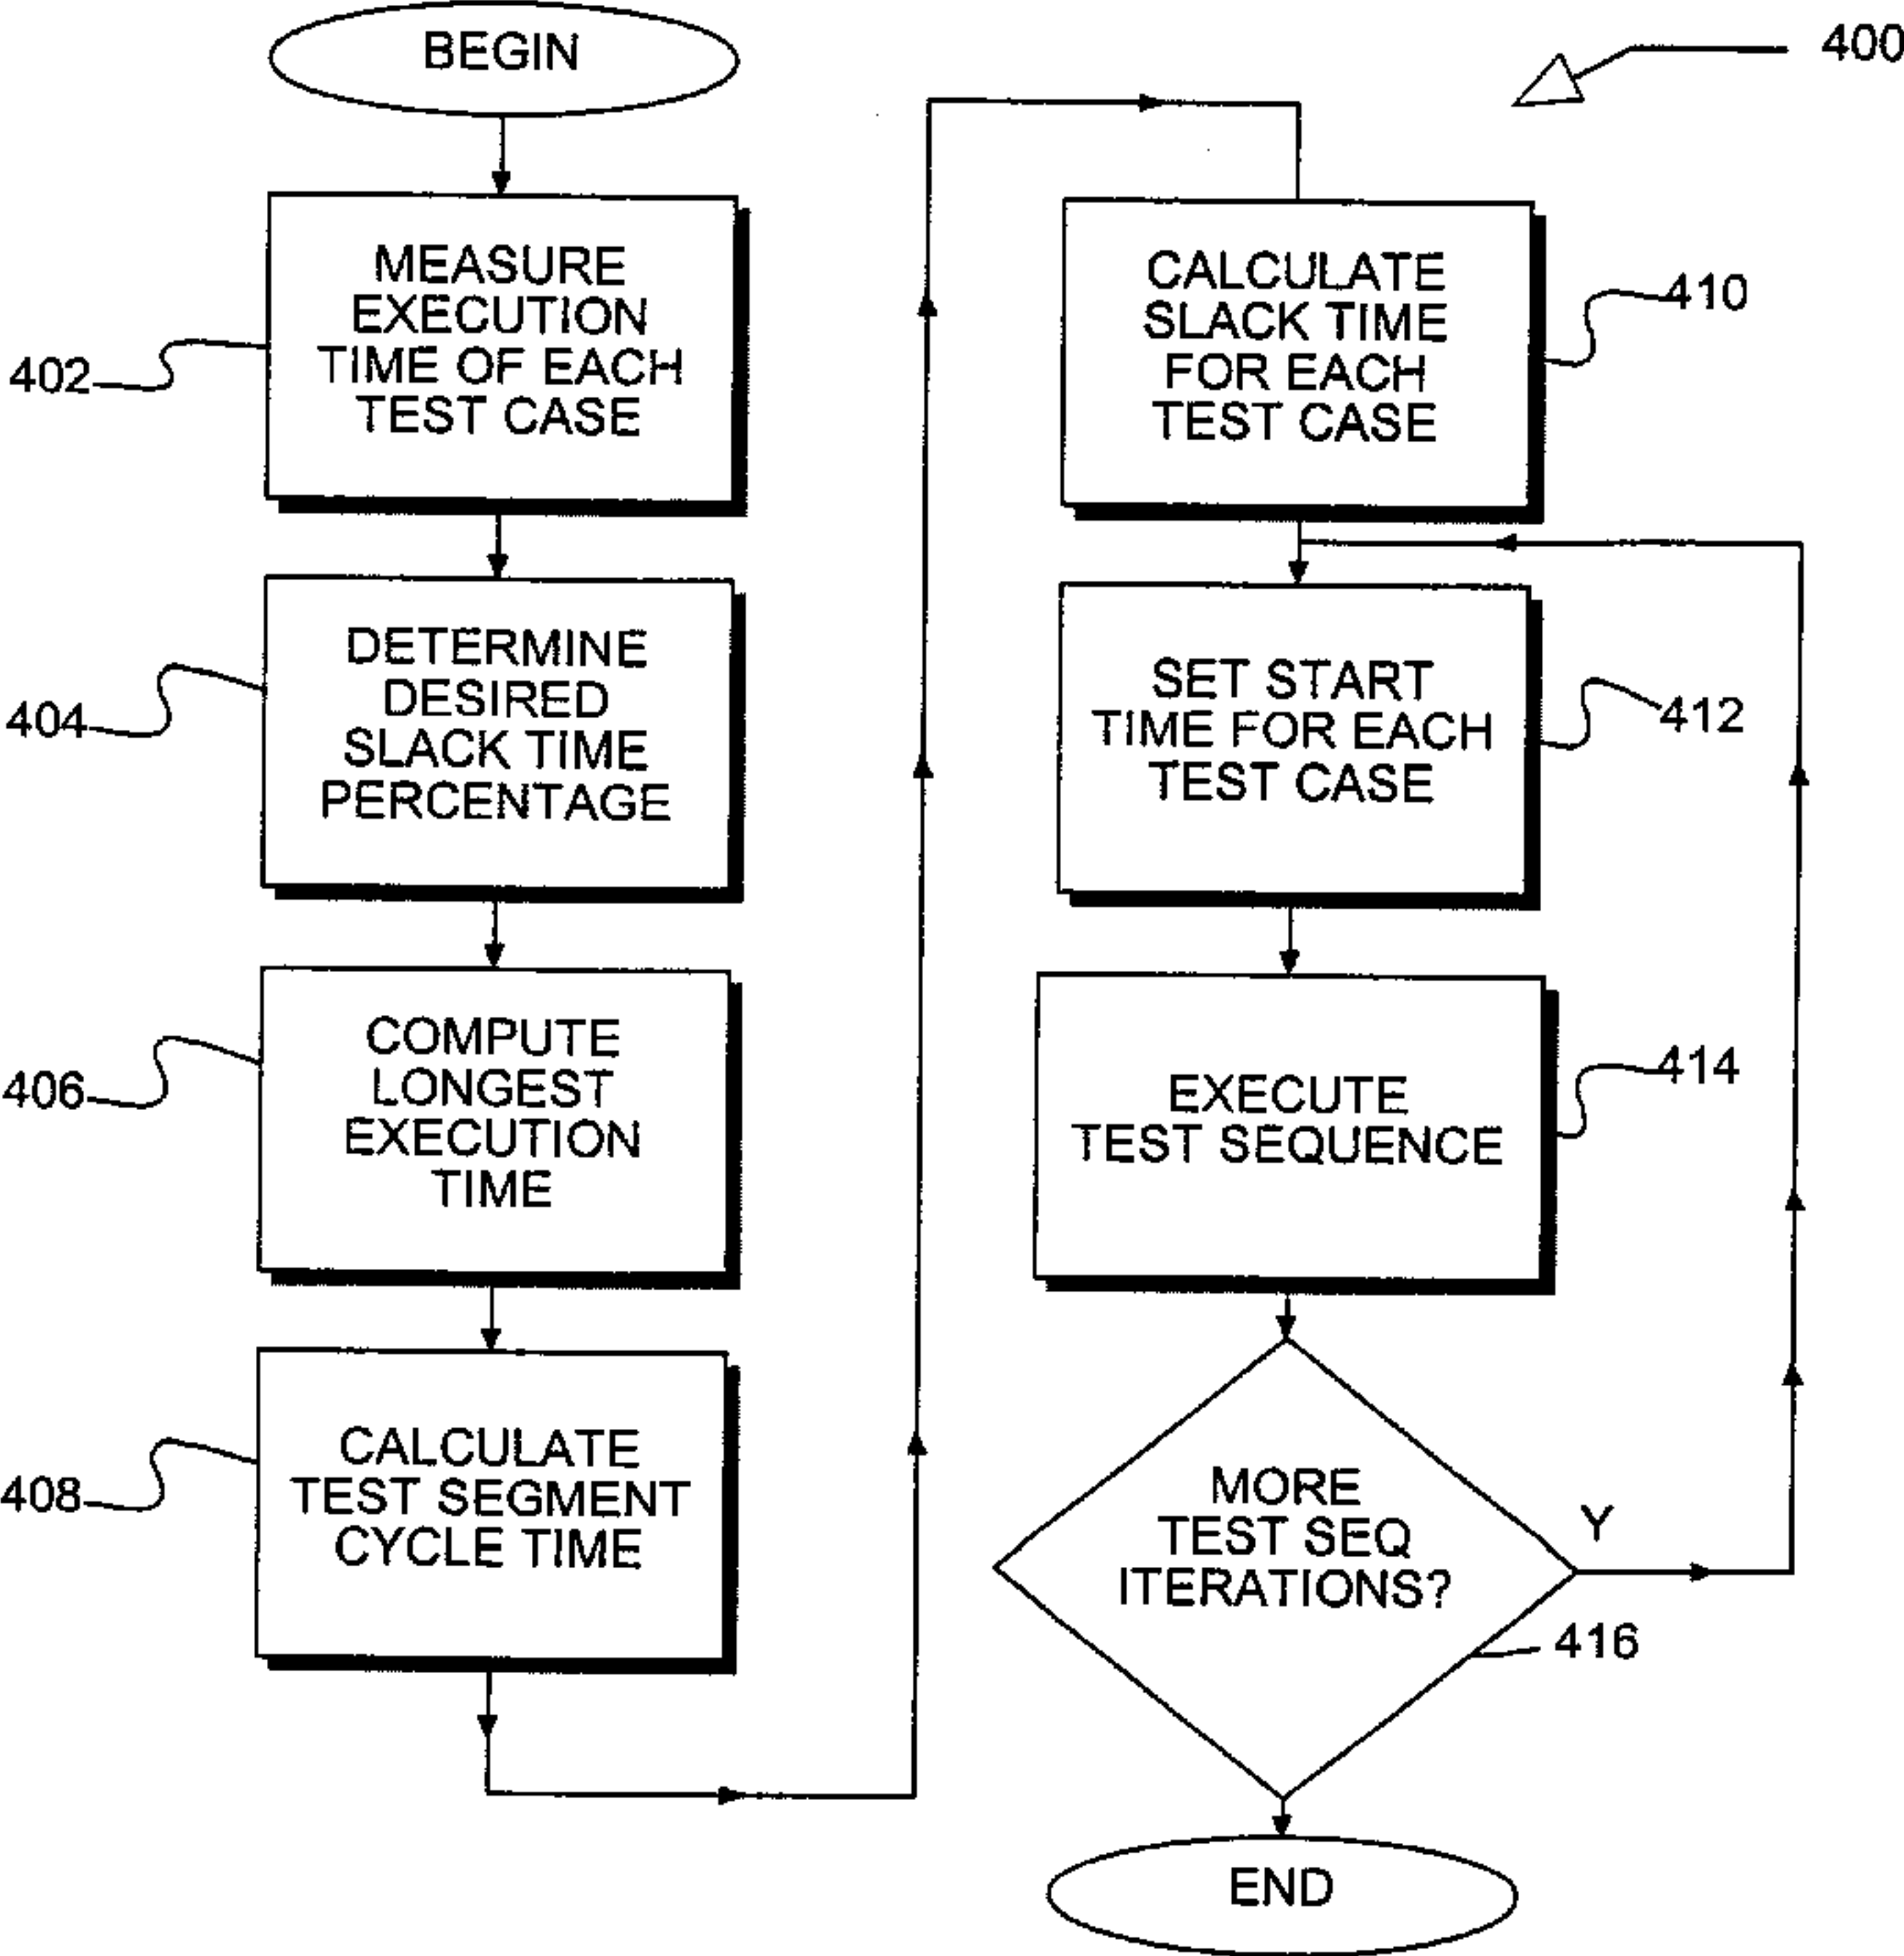 BEGIN
400
MEASURE
EXECUTION
TIME OF EACH
TEST CASE
402
DETERMINE
DESIRED
SLACK TIME
PERCENTAGE
404
COMPUTE
LONGEST
EXECUTION
TIME
406
CALCULATE
TEST SEGMENT
CYCLE TIME
408
CALCULATE
SLACK TIME
FOR EACH
TEST CASE
410
SET START
TIME FOR EACH
TEST CASE
412
EXECUTE
TEST SEQUENCE
414
MORE
TEST SEQ
ITERATIONS?
Y
416
END